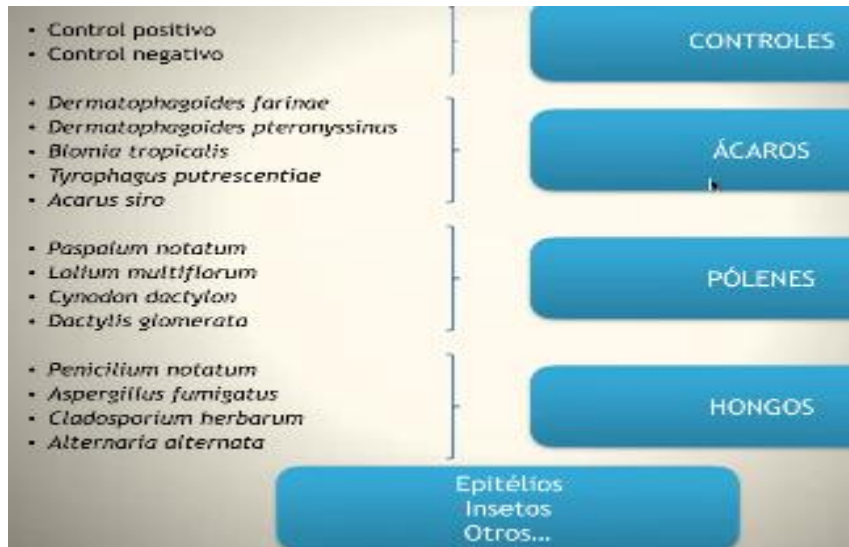 • Control positivo
• Control negativo
CONTROLES
• Dermatophagoides farinae
• Dermatophagoides pteronyssinus
• Blomia tropicalis
• Tyrophagus putrescentiae
• Acarus siro
ÁCAROS
• Paspalum notatum
• Lolium multiflorum
• Cynodon dactylon
• Dactylis glomerata
PÓLENES
• Penicilium notatum
• Aspergillus fumigatus
• Cladosporium herbarum
• Alternaria alternata
HONGOS
Epitélios
Insetos
Otros...